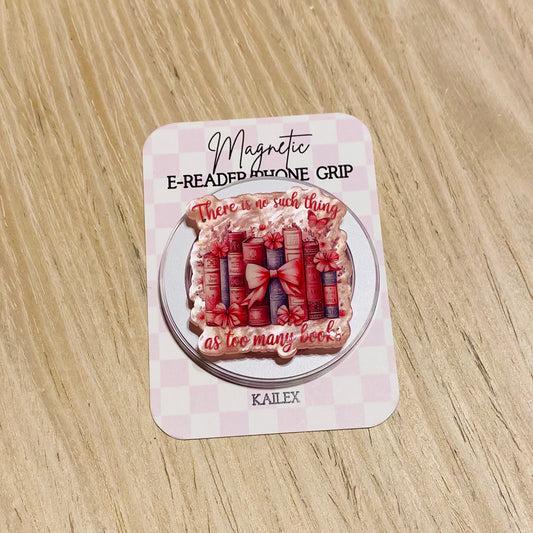 Magnetic
E-READER/PHONE GRIP
There is no such thing
as too many books
KAILEX